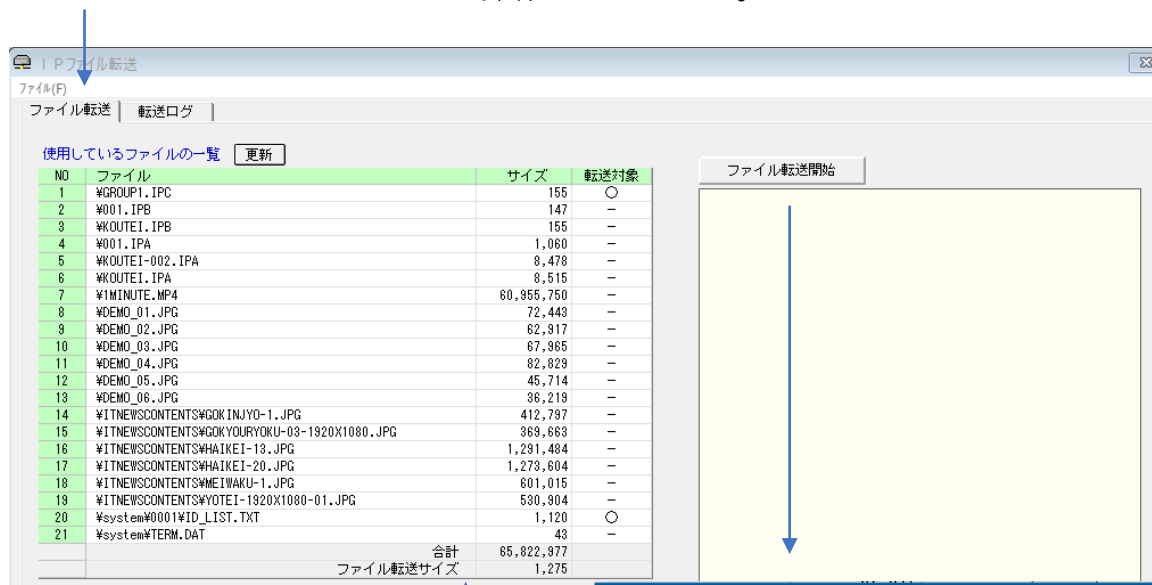 ＩＰファイル転送
ファイル(F)
ファイル転送 転送ログ
使用しているファイルの一覧 更新
ファイル転送開始
NO ファイル サイズ 転送対象
1 ¥GROUP1.IPC 155 ○
2 ¥001.IPB 147 −
3 ¥KOUTEI.IPB 155 −
4 ¥001.IPA 1,060 −
5 ¥KOUTEI-002.IPA 8,478 −
6 ¥KOUTEI.IPA 8,515 −
7 ¥1MINUTE.MP4 60,955,750 −
8 ¥DEMO_01.JPG 72,443 −
9 ¥DEMO_02.JPG 62,917 −
10 ¥DEMO_03.JPG 67,965 −
11 ¥DEMO_04.JPG 82,829 −
12 ¥DEMO_05.JPG 45,714 −
13 ¥DEMO_06.JPG 36,219 −
14 ¥ITNEWSCONTENTS¥GOKINJYO-1.JPG 412,797 −
15 ¥ITNEWSCONTENTS¥GOKYOURYOKU-03-1920X1080.JPG 369,663 −
16 ¥ITNEWSCONTENTS¥HAIKEI-13.JPG 1,291,484 −
17 ¥ITNEWSCONTENTS¥HAIKEI-20.JPG 1,273,604 −
18 ¥ITNEWSCONTENTS¥MEIWAKU-1.JPG 601,015 −
19 ¥ITNEWSCONTENTS¥YOTEI-1920X1080-01.JPG 530,904 −
20 ¥system¥0001¥ID_LIST.TXT 1,120 ○
21 ¥system¥TERM.DAT 43 −
合計 65,822,977
ファイル転送サイズ 1,275